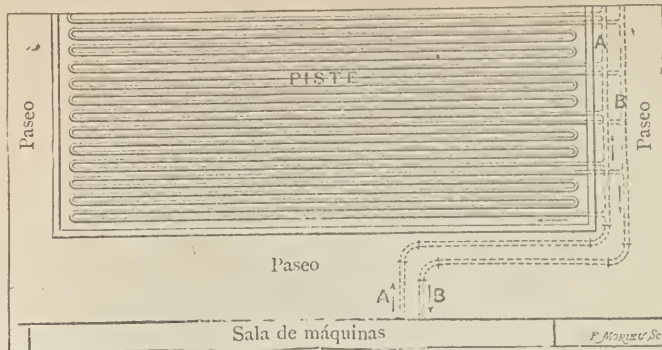 A
PISTE
B
Paseo
Paseo
Paseo
A B
Sala de máquinas
F. MORIEU, Sc